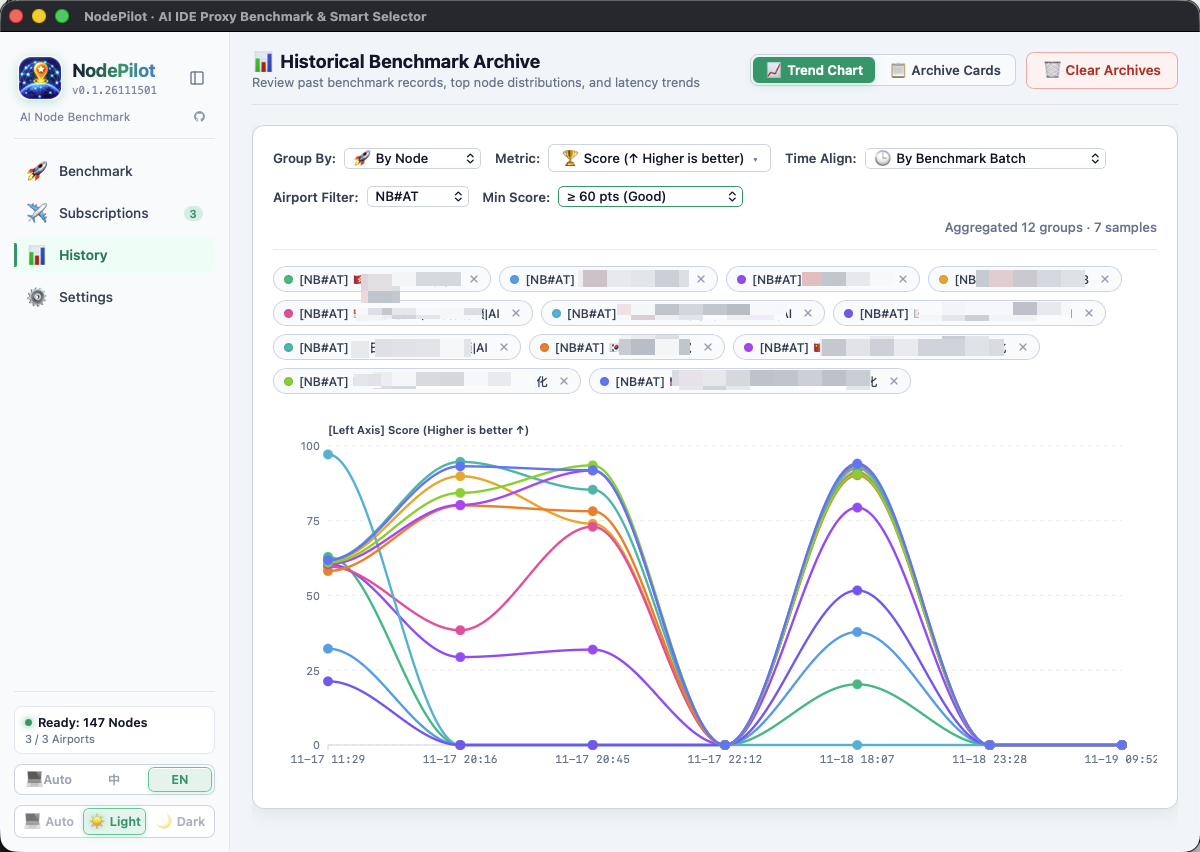 NodePilot · AI IDE Proxy Benchmark & Smart Selector
NodePilot
v0.1.26111501
AI Node Benchmark
Benchmark
Subscriptions 3
History
Settings
Ready: 147 Nodes
3 / 3 Airports
Auto 中 EN
Auto Light Dark
Historical Benchmark Archive
Review past benchmark records, top node distributions, and latency trends
Trend Chart Archive Cards Clear Archives
Group By: By Node Metric: Score (↑ Higher is better) Time Align: By Benchmark Batch
Airport Filter: NB#AT Min Score: ≥ 60 pts (Good)
Aggregated 12 groups · 7 samples
[NB#AT] × [NB#AT] × [NB#AT] × [NB ×
[NB#AT] |AI × [NB#AT] × [NB#AT] ×
[NB#AT] |AI × [NB#AT] × [NB#AT] ×
[NB#AT] 化 × [NB#AT] ×
[Left Axis] Score (Higher is better ↑)
100
75
50
25
0
11-17 11:29 11-17 20:16 11-17 20:45 11-17 22:12 11-18 18:07 11-18 23:28 11-19 09:52